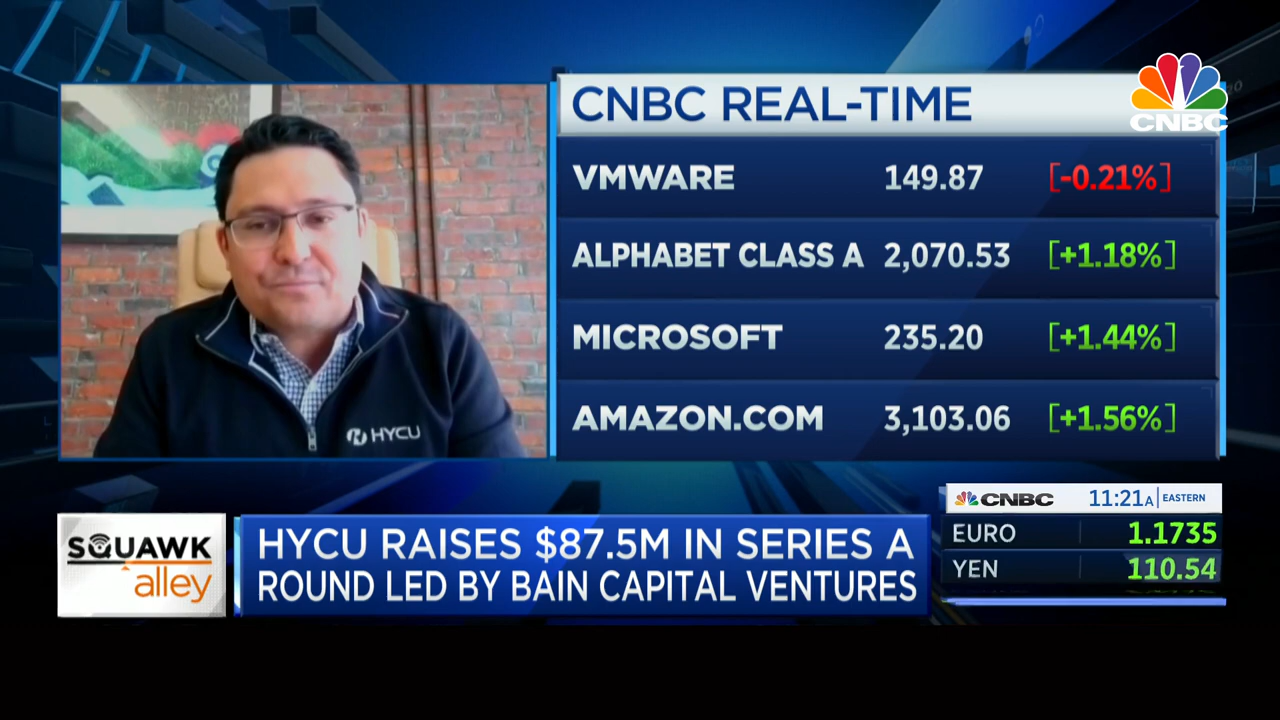 CNBC REAL-TIME
CNBC
VMWARE 149.87 [-0.21%]
ALPHABET CLASS A 2,070.53 [+1.18%]
MICROSOFT 235.20 [+1.44%]
AMAZON.COM 3,103.06 [+1.56%]
HYCU
SQUAWK
alley
HYCU RAISES $87.5M IN SERIES A
ROUND LED BY BAIN CAPITAL VENTURES
CNBC 11:21A EASTERN
EURO 1.1735
YEN 110.54